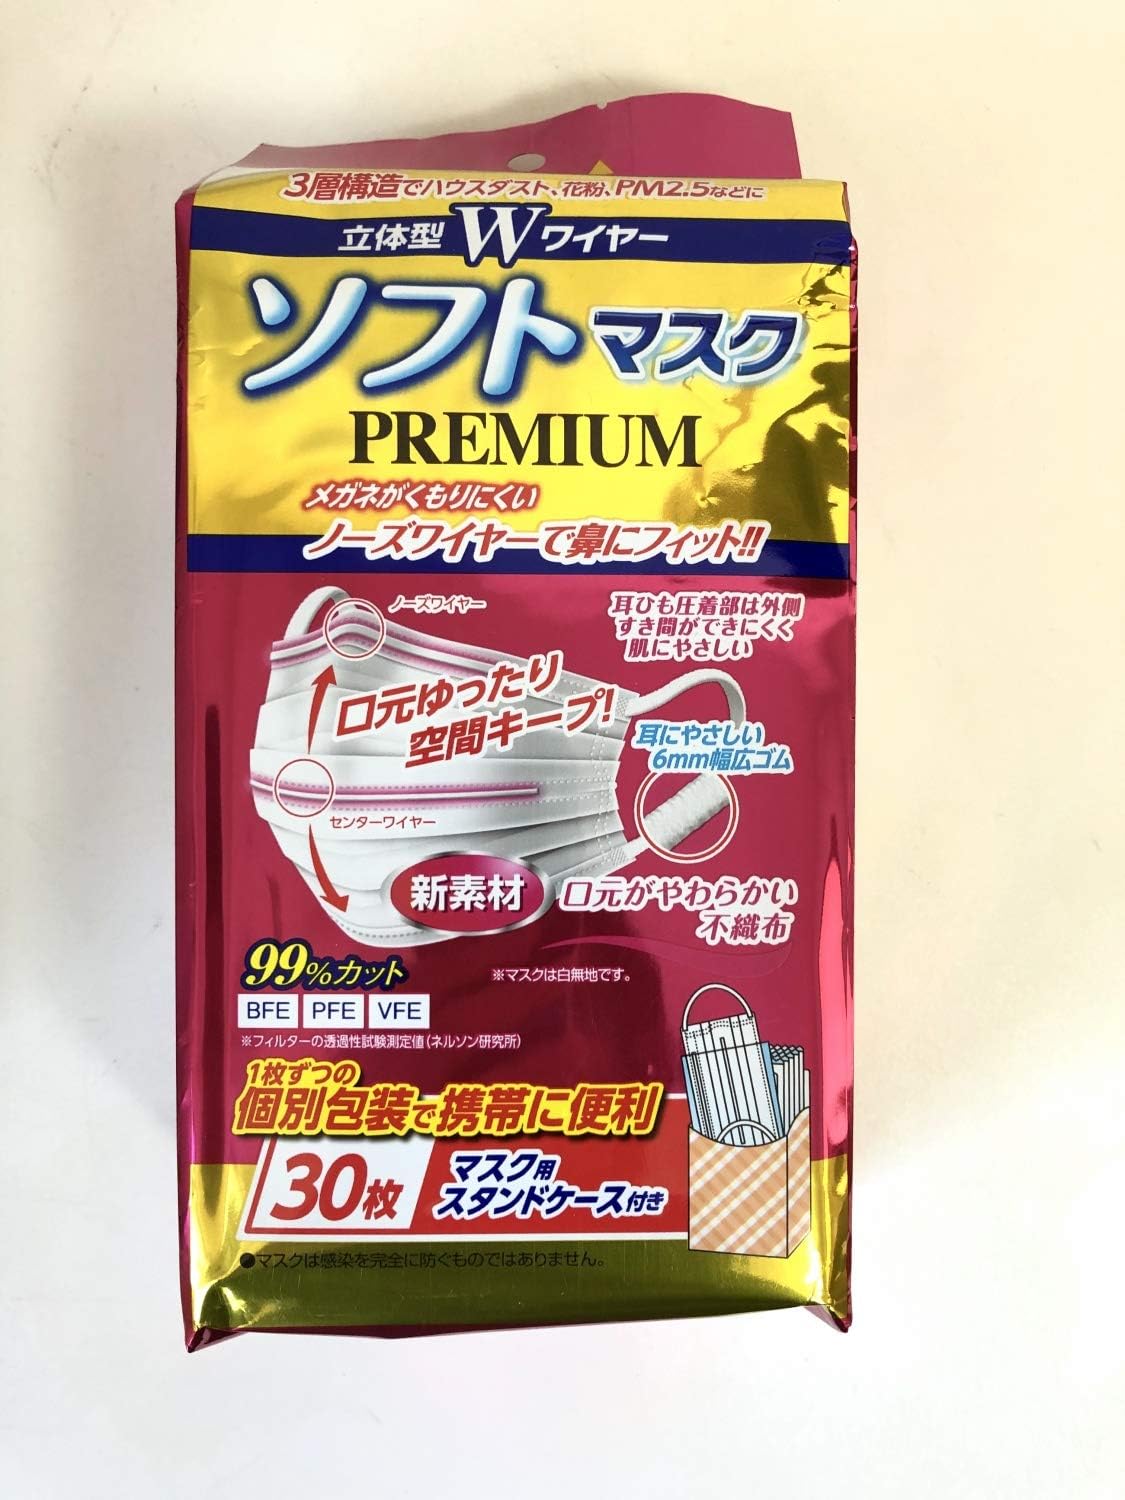 3層構造でハウスダスト、花粉、PM2.5などに
立体型Wワイヤー
ソフトマスク
PREMIUM
メガネがくもりにくい
ノーズワイヤーで鼻にフィット!!
ノーズワイヤー
耳ひも圧着部は外側
すき間ができにくく
肌にやさしい
口元ゆったり
空間キープ!
耳にやさしい
6mm幅広ゴム
センターワイヤー
新素材
口元がやわらかい
不織布
99%カット
※マスクは白無地です。
BFE PFE VFE
※フィルターの透過性試験測定値(ネルソン研究所)
1枚ずつの
個別包装で携帯に便利
30枚
マスク用
スタンドケース付き
●マスクは感染を完全に防ぐものではありません。